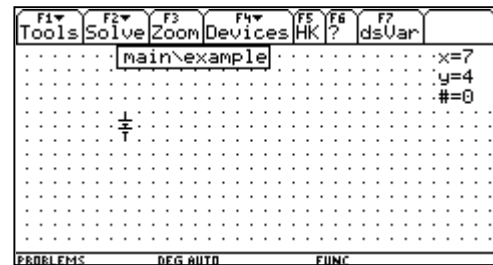 F1▾ F2▾ F3 F4▾ F5 F6 F7
Tools Solve Zoom Devices HK ? dsVar
main\example
x=7
y=4
#=0
PROBLEMS DEG AUTO FUNC